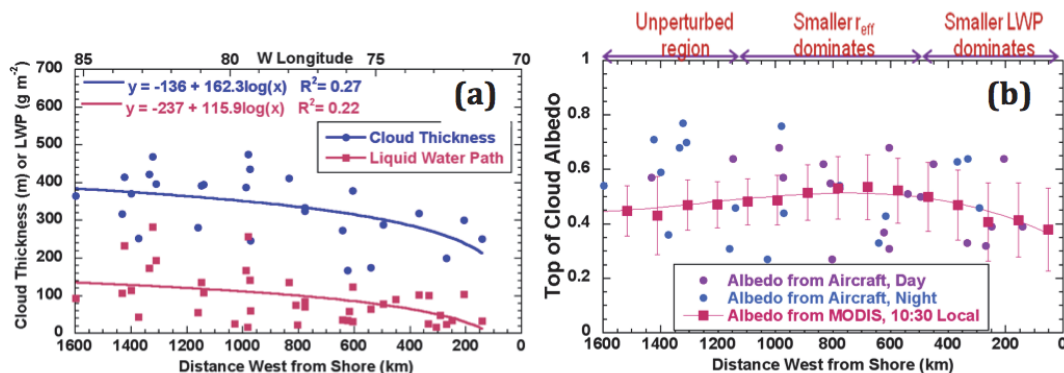 85 80 75 70
W Longitude
y = -136 + 162.3log(x) R²= 0.27
y = -237 + 115.9log(x) R²= 0.22
(a)
Cloud Thickness
Liquid Water Path
Cloud Thickness (m) or LWP (g m⁻²)
700
600
500
400
300
200
100
0
1600 1400 1200 1000 800 600 400 200 0
Distance West from Shore (km)
Unperturbed
region
Smaller r_eff
dominates
Smaller LWP
dominates
(b)
Top of Cloud Albedo
1
0.8
0.6
0.4
0.2
0
Albedo from Aircraft, Day
Albedo from Aircraft, Night
Albedo from MODIS, 10:30 Local
1600 1400 1200 1000 800 600 400 200 0
Distance West from Shore (km)